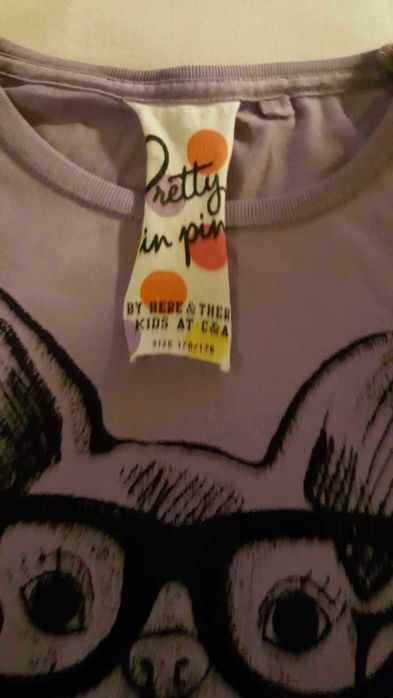 Pretty
in pin
BY HERE & THER
KIDS AT C&A
SIZE 170/176